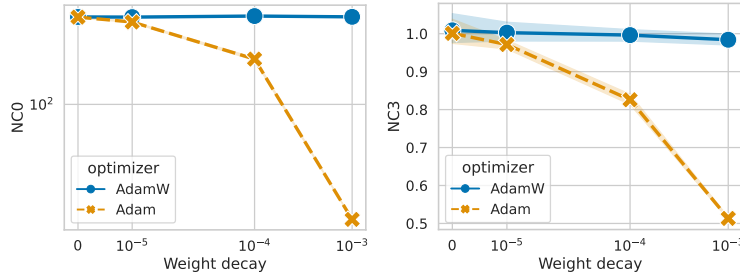 NC0
10²
optimizer
AdamW
Adam
0
10⁻⁵
10⁻⁴
10⁻³
Weight decay
NC3
1.0
0.9
0.8
0.7
0.6
0.5
optimizer
AdamW
Adam
0
10⁻⁵
10⁻⁴
10⁻³
Weight decay